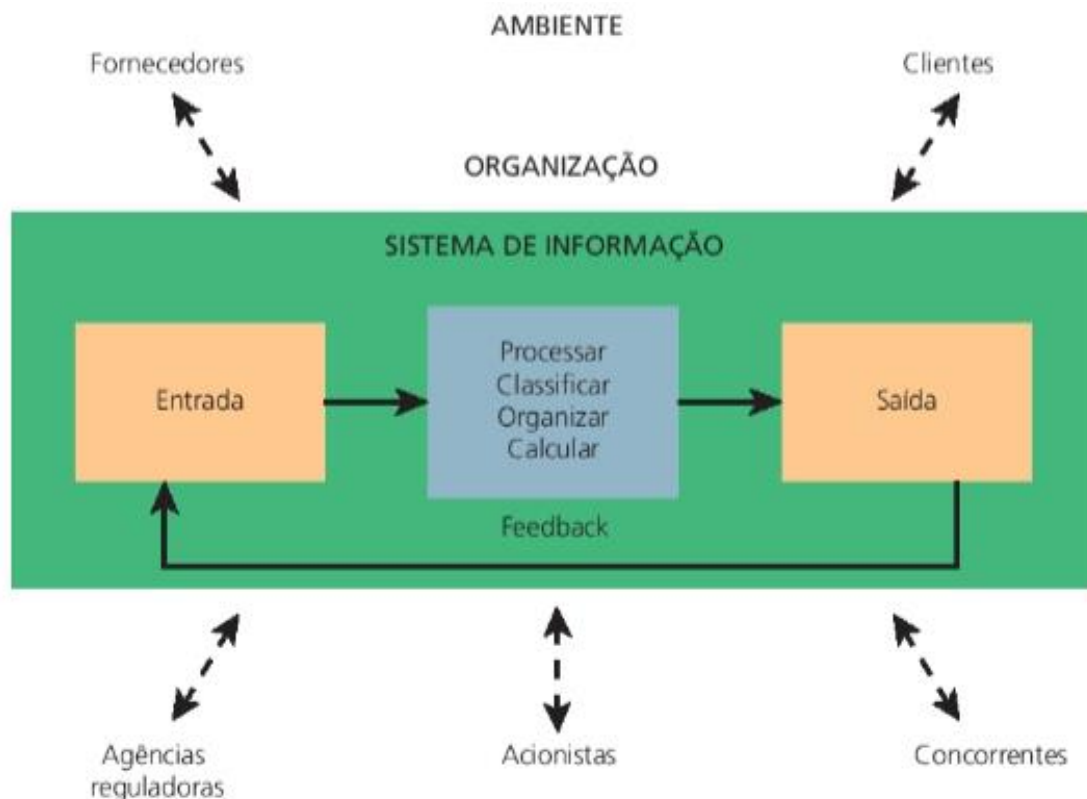 AMBIENTE
Fornecedores
Clientes
ORGANIZAÇÃO
SISTEMA DE INFORMAÇÃO
Entrada
Processar
Classificar
Organizar
Calcular
Saída
Feedback
Agências
reguladoras
Acionistas
Concorrentes